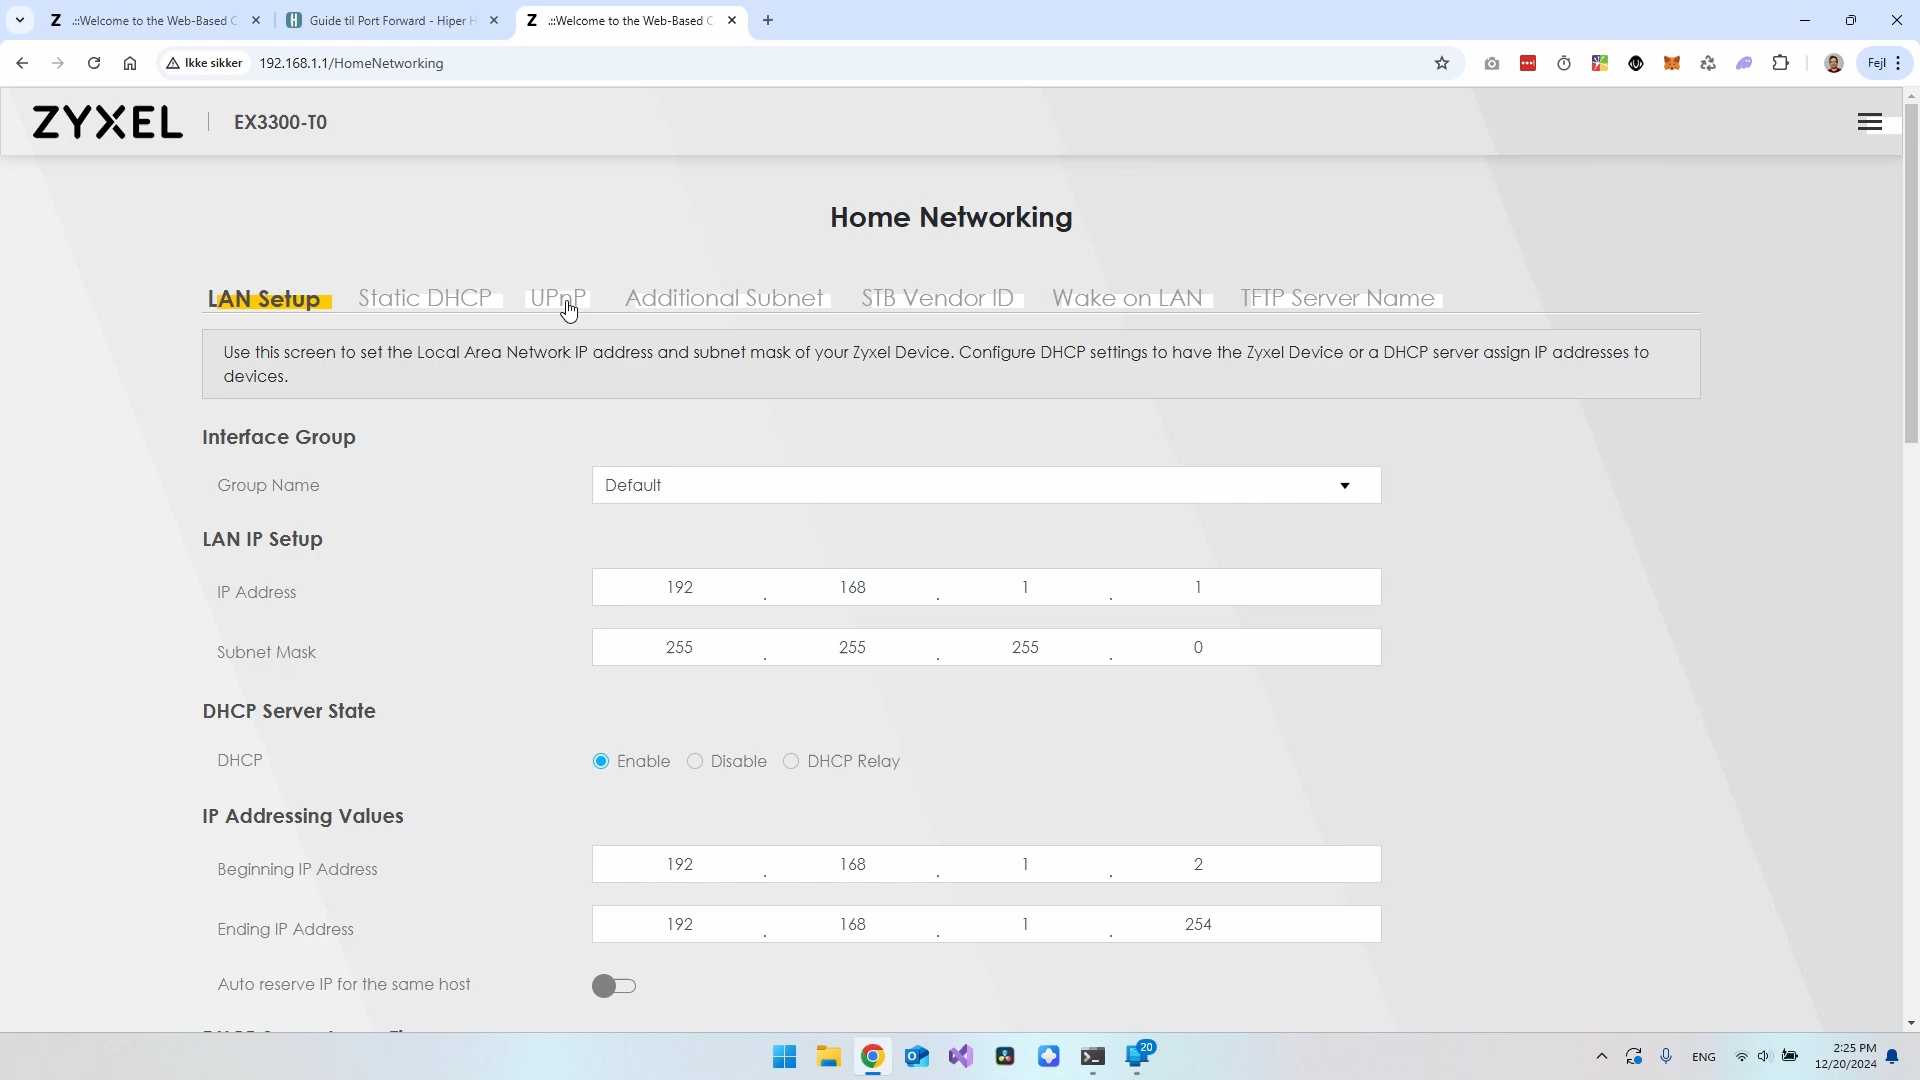 .::Welcome to the Web-Based C
Guide til Port Forward - Hiper H
.::Welcome to the Web-Based C
Ikke sikker
192.168.1.1/HomeNetworking
Fejl
ZYXEL
EX3300-T0
Home Networking
LAN Setup
Static DHCP
UPnP
Additional Subnet
STB Vendor ID
Wake on LAN
TFTP Server Name
Use this screen to set the Local Area Network IP address and subnet mask of your Zyxel Device. Configure DHCP settings to have the Zyxel Device or a DHCP server assign IP addresses to
devices.
Interface Group
Group Name
Default
LAN IP Setup
IP Address
192 . 168 . 1 . 1
Subnet Mask
255 . 255 . 255 . 0
DHCP Server State
DHCP
Enable
Disable
DHCP Relay
IP Addressing Values
Beginning IP Address
192 . 168 . 1 . 2
Ending IP Address
192 . 168 . 1 . 254
Auto reserve IP for the same host
20
ENG
2:25 PM
12/20/2024